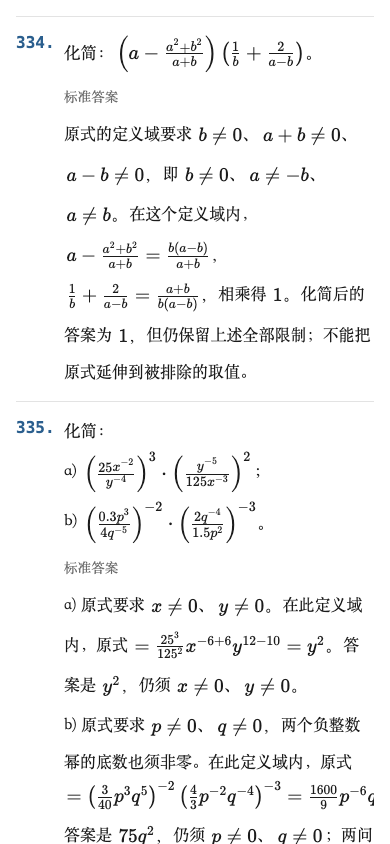 334. 化简：(a − (a²+b²)/(a+b)) (1/b + 2/(a−b))。
标准答案
原式的定义域要求 b ≠ 0、a + b ≠ 0、
a − b ≠ 0，即 b ≠ 0、a ≠ −b、
a ≠ b。在这个定义域内，
a − (a²+b²)/(a+b) = b(a−b)/(a+b)，
1/b + 2/(a−b) = (a+b)/(b(a−b))，相乘得 1。化简后的
答案为 1，但仍保留上述全部限制；不能把
原式延伸到被排除的取值。
335. 化简：
a) (25x⁻²/y⁻⁴)³ · (y⁻⁵/125x⁻³)²；
b) (0.3p³/4q⁻⁵)⁻² · (2q⁻⁴/1.5p²)⁻³。
标准答案
a) 原式要求 x ≠ 0、y ≠ 0。在此定义域
内，原式 = 25³/125² x⁻⁶⁺⁶y¹²⁻¹⁰ = y²。答
案是 y²，仍须 x ≠ 0、y ≠ 0。
b) 原式要求 p ≠ 0、q ≠ 0，两个负整数
幂的底数也须非零。在此定义域内，原式
= (3/40 p³q⁵)⁻² (4/3 p⁻²q⁻⁴)⁻³ = 1600/9 p⁻⁶
答案是 75q²，仍须 p ≠ 0、q ≠ 0；两问